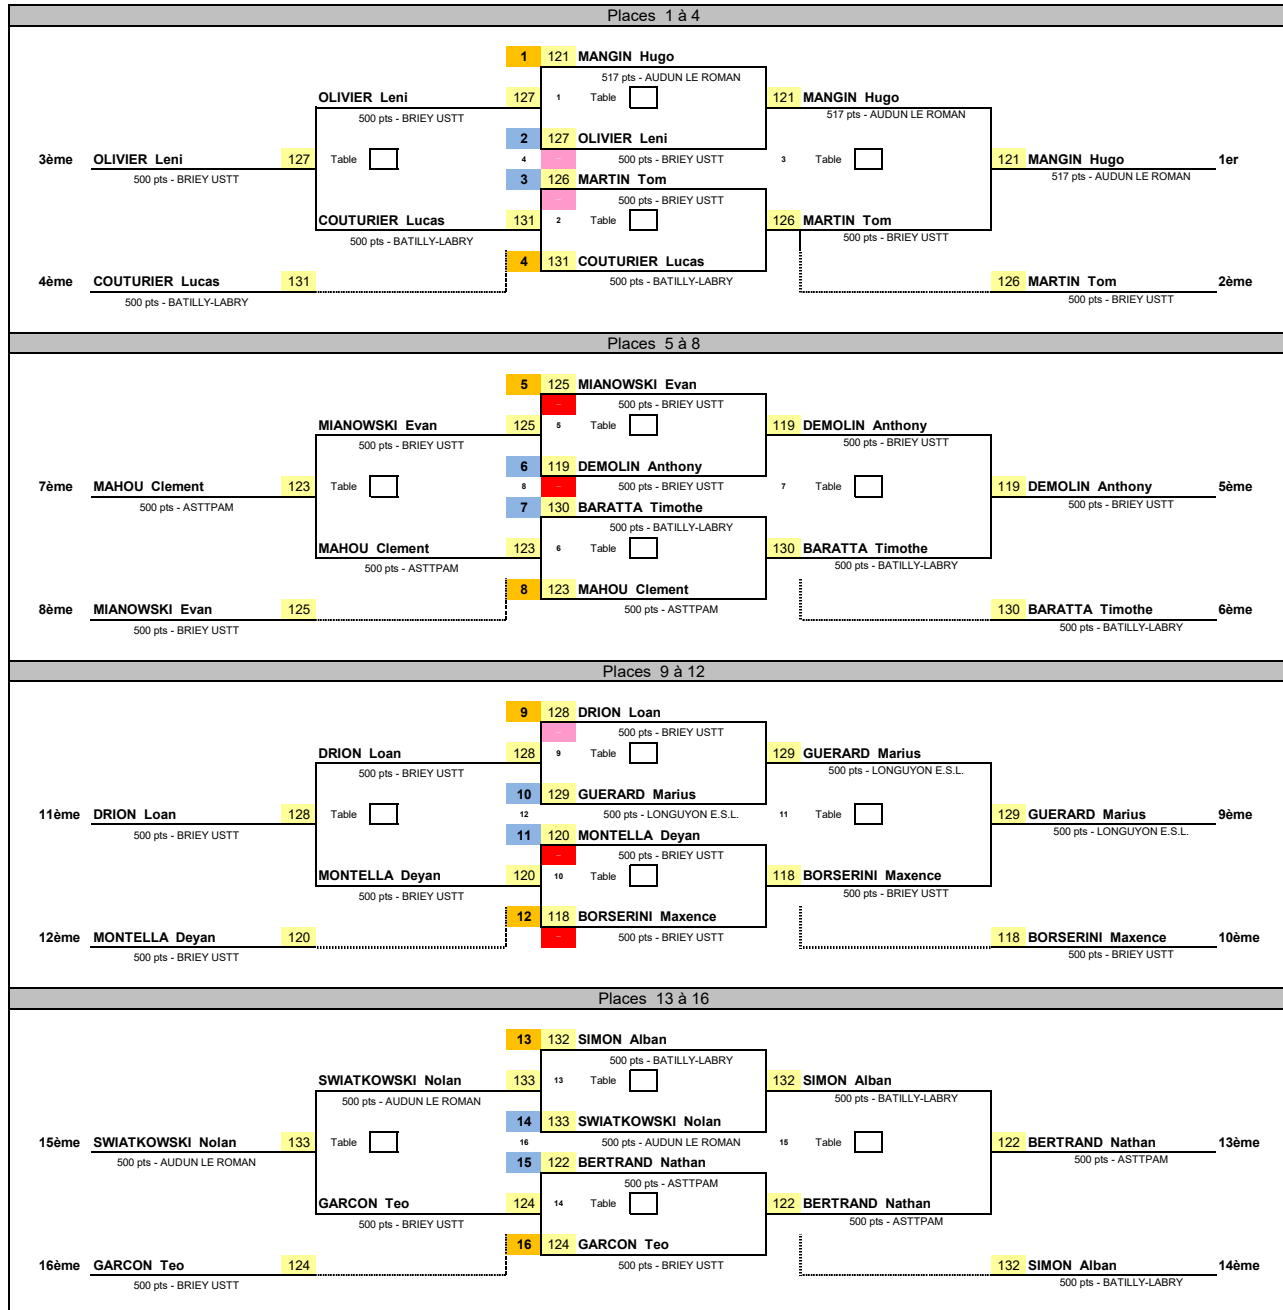 Places 1 à 4
1 121 MANGIN Hugo
517 pts - AUDUN LE ROMAN
OLIVIER Leni 127 1 Table 121 MANGIN Hugo
500 pts - BRIEY USTT 517 pts - AUDUN LE ROMAN
2 127 OLIVIER Leni
3ème OLIVIER Leni 127 Table 4 500 pts - BRIEY USTT 3 Table 121 MANGIN Hugo 1er
500 pts - BRIEY USTT 3 126 MARTIN Tom 517 pts - AUDUN LE ROMAN
500 pts - BRIEY USTT
COUTURIER Lucas 131 2 Table 126 MARTIN Tom
500 pts - BATILLY-LABRY 500 pts - BRIEY USTT
4 131 COUTURIER Lucas
4ème COUTURIER Lucas 131 500 pts - BATILLY-LABRY 126 MARTIN Tom 2ème
500 pts - BATILLY-LABRY 500 pts - BRIEY USTT
Places 5 à 8
5 125 MIANOWSKI Evan
500 pts - BRIEY USTT
MIANOWSKI Evan 125 5 Table 119 DEMOLIN Anthony
500 pts - BRIEY USTT 500 pts - BRIEY USTT
6 119 DEMOLIN Anthony
7ème MAHOU Clement 123 Table 8 500 pts - BRIEY USTT 7 Table 119 DEMOLIN Anthony 5ème
500 pts - ASTTPAM 7 130 BARATTA Timothe 500 pts - BRIEY USTT
500 pts - BATILLY-LABRY
MAHOU Clement 123 6 Table 130 BARATTA Timothe
500 pts - ASTTPAM 500 pts - BATILLY-LABRY
8 123 MAHOU Clement
8ème MIANOWSKI Evan 125 500 pts - ASTTPAM 130 BARATTA Timothe 6ème
500 pts - BRIEY USTT 500 pts - BATILLY-LABRY
Places 9 à 12
9 128 DRION Loan
500 pts - BRIEY USTT
DRION Loan 128 9 Table 129 GUERARD Marius
500 pts - BRIEY USTT 500 pts - LONGUYON E.S.L.
10 129 GUERARD Marius
11ème DRION Loan 128 Table 12 500 pts - LONGUYON E.S.L. 11 Table 129 GUERARD Marius 9ème
500 pts - BRIEY USTT 11 120 MONTELLA Deyan 500 pts - LONGUYON E.S.L.
500 pts - BRIEY USTT
MONTELLA Deyan 120 10 Table 118 BORSERINI Maxence
500 pts - BRIEY USTT 500 pts - BRIEY USTT
12 118 BORSERINI Maxence
12ème MONTELLA Deyan 120 500 pts - BRIEY USTT 118 BORSERINI Maxence 10ème
500 pts - BRIEY USTT 500 pts - BRIEY USTT
Places 13 à 16
13 132 SIMON Alban
500 pts - BATILLY-LABRY
SWIATKOWSKI Nolan 133 13 Table 132 SIMON Alban
500 pts - AUDUN LE ROMAN 500 pts - BATILLY-LABRY
14 133 SWIATKOWSKI Nolan
15ème SWIATKOWSKI Nolan 133 Table 16 500 pts - AUDUN LE ROMAN 15 Table 122 BERTRAND Nathan 13ème
500 pts - AUDUN LE ROMAN 15 122 BERTRAND Nathan 500 pts - ASTTPAM
500 pts - ASTTPAM
GARCON Teo 124 14 Table 122 BERTRAND Nathan
500 pts - BRIEY USTT 500 pts - ASTTPAM
16 124 GARCON Teo
16ème GARCON Teo 124 500 pts - BRIEY USTT 132 SIMON Alban 14ème
500 pts - BRIEY USTT 500 pts - BATILLY-LABRY